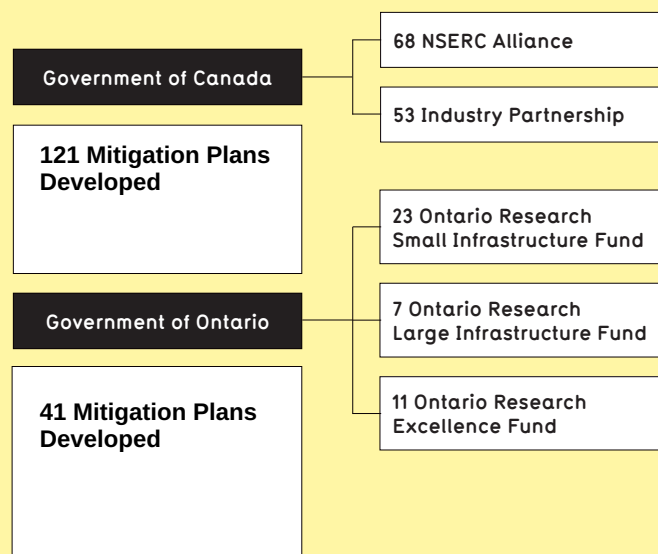 Government of Canada
68 NSERC Alliance
53 Industry Partnership
121 Mitigation Plans
Developed
Government of Ontario
23 Ontario Research
Small Infrastructure Fund
7 Ontario Research
Large Infrastructure Fund
11 Ontario Research
Excellence Fund
41 Mitigation Plans
Developed